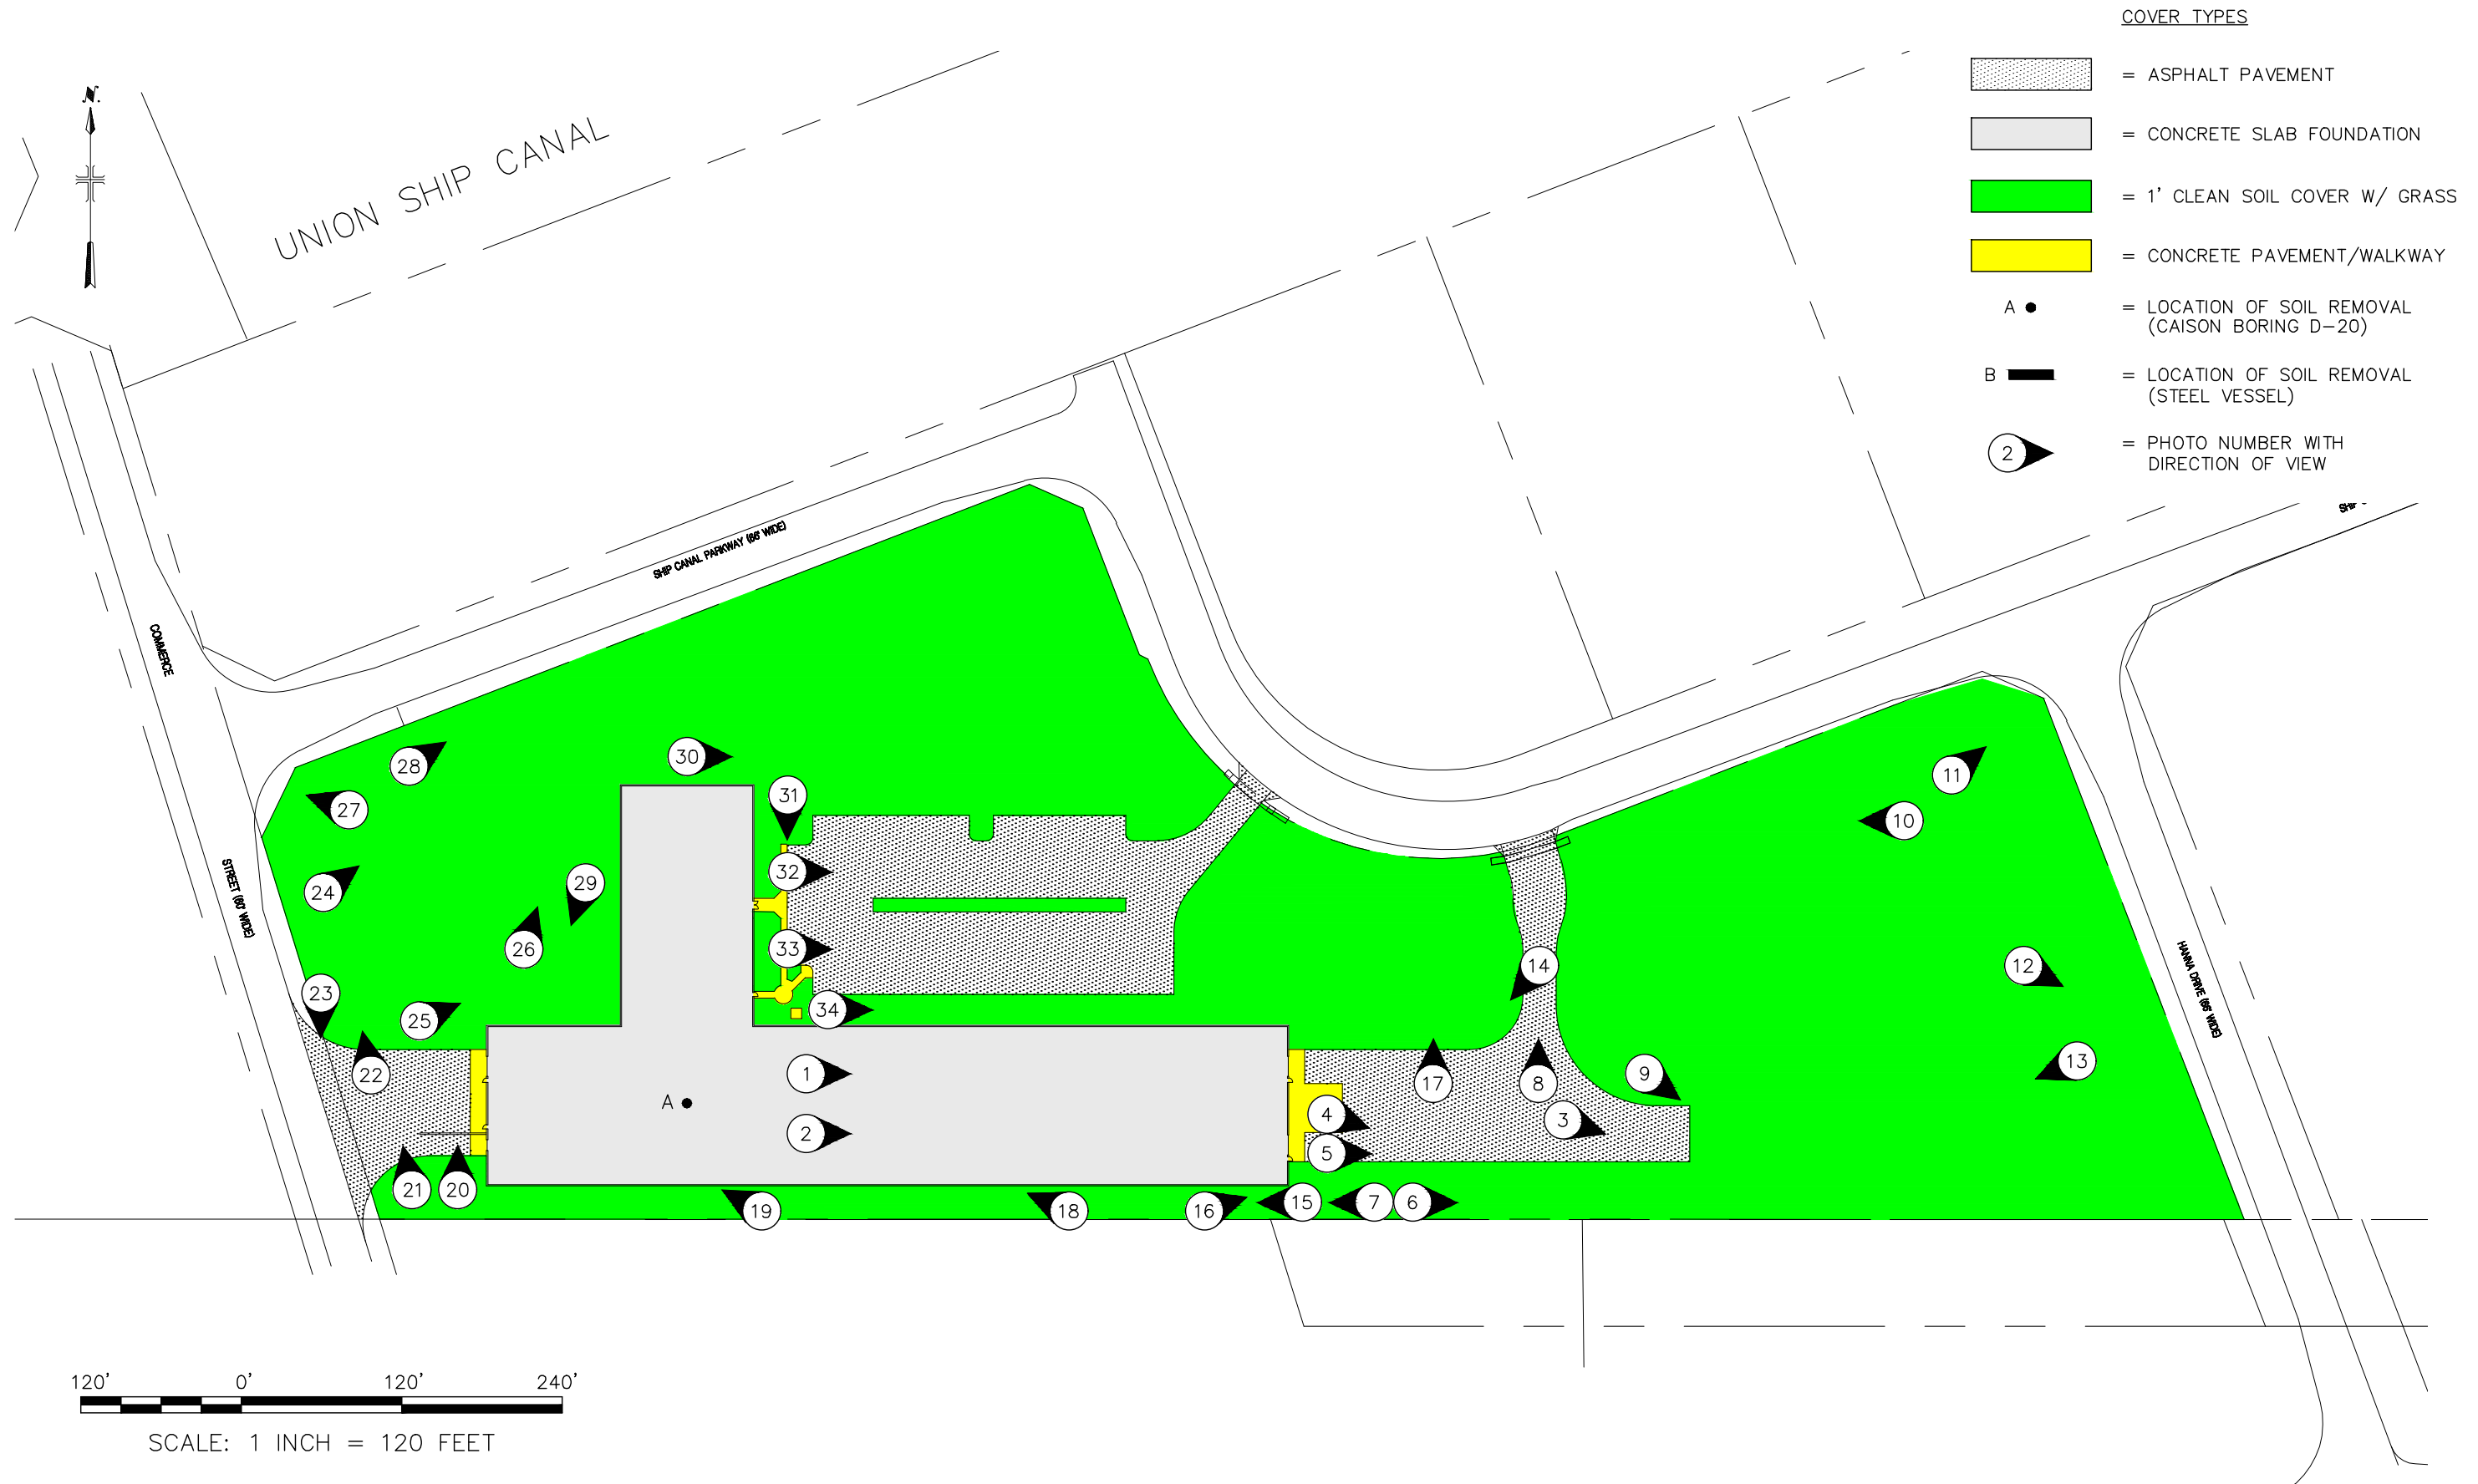 COVER TYPES
= ASPHALT PAVEMENT
= CONCRETE SLAB FOUNDATION
= 1' CLEAN SOIL COVER W/ GRASS
= CONCRETE PAVEMENT/WALKWAY
A = LOCATION OF SOIL REMOVAL
(CAISON BORING D-20)
B = LOCATION OF SOIL REMOVAL
(STEEL VESSEL)
2 = PHOTO NUMBER WITH
DIRECTION OF VIEW
N.
UNION SHIP CANAL
SHIP CANAL PARKWAY (66' WIDE)
COMMERCE
STREET (80' WIDE)
HANNA DRIVE (66' WIDE)
30
28
11
31
27
10
32
29
24
26
33
14
12
23
34
25
13
22
1
17
8
9
A
4
3
2
5
21
20
19
18
16
15
7
6
120' 0' 120' 240'
SCALE: 1 INCH = 120 FEET